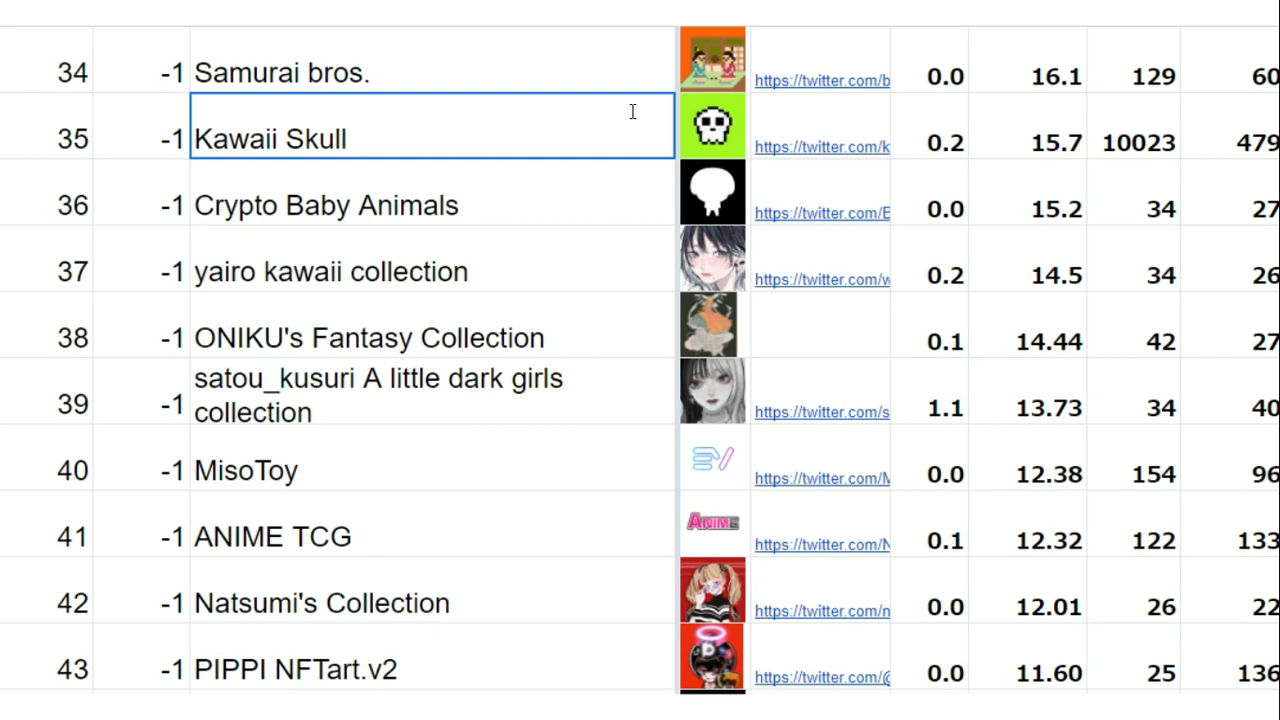 34 -1 Samurai bros. https://twitter.com/b 0.0 16.1 129 60
35 -1 Kawaii Skull https://twitter.com/k 0.2 15.7 10023 479
36 -1 Crypto Baby Animals https://twitter.com/E 0.0 15.2 34 27
37 -1 yairo kawaii collection https://twitter.com/w 0.2 14.5 34 26
38 -1 ONIKU's Fantasy Collection 0.1 14.44 42 27
satou_kusuri A little dark girls
39 -1 collection https://twitter.com/s 1.1 13.73 34 40
40 -1 MisoToy https://twitter.com/M 0.0 12.38 154 96
41 -1 ANIME TCG ANIME https://twitter.com/N 0.1 12.32 122 133
42 -1 Natsumi's Collection https://twitter.com/n 0.0 12.01 26 22
43 -1 PIPPI NFTart.v2 https://twitter.com/@ 0.0 11.60 25 136